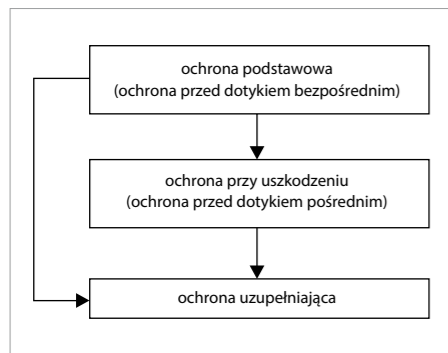 ochrona podstawowa
(ochrona przed dotykiem bezpośrednim)
ochrona przy uszkodzeniu
(ochrona przed dotykiem pośrednim)
ochrona uzupełniająca